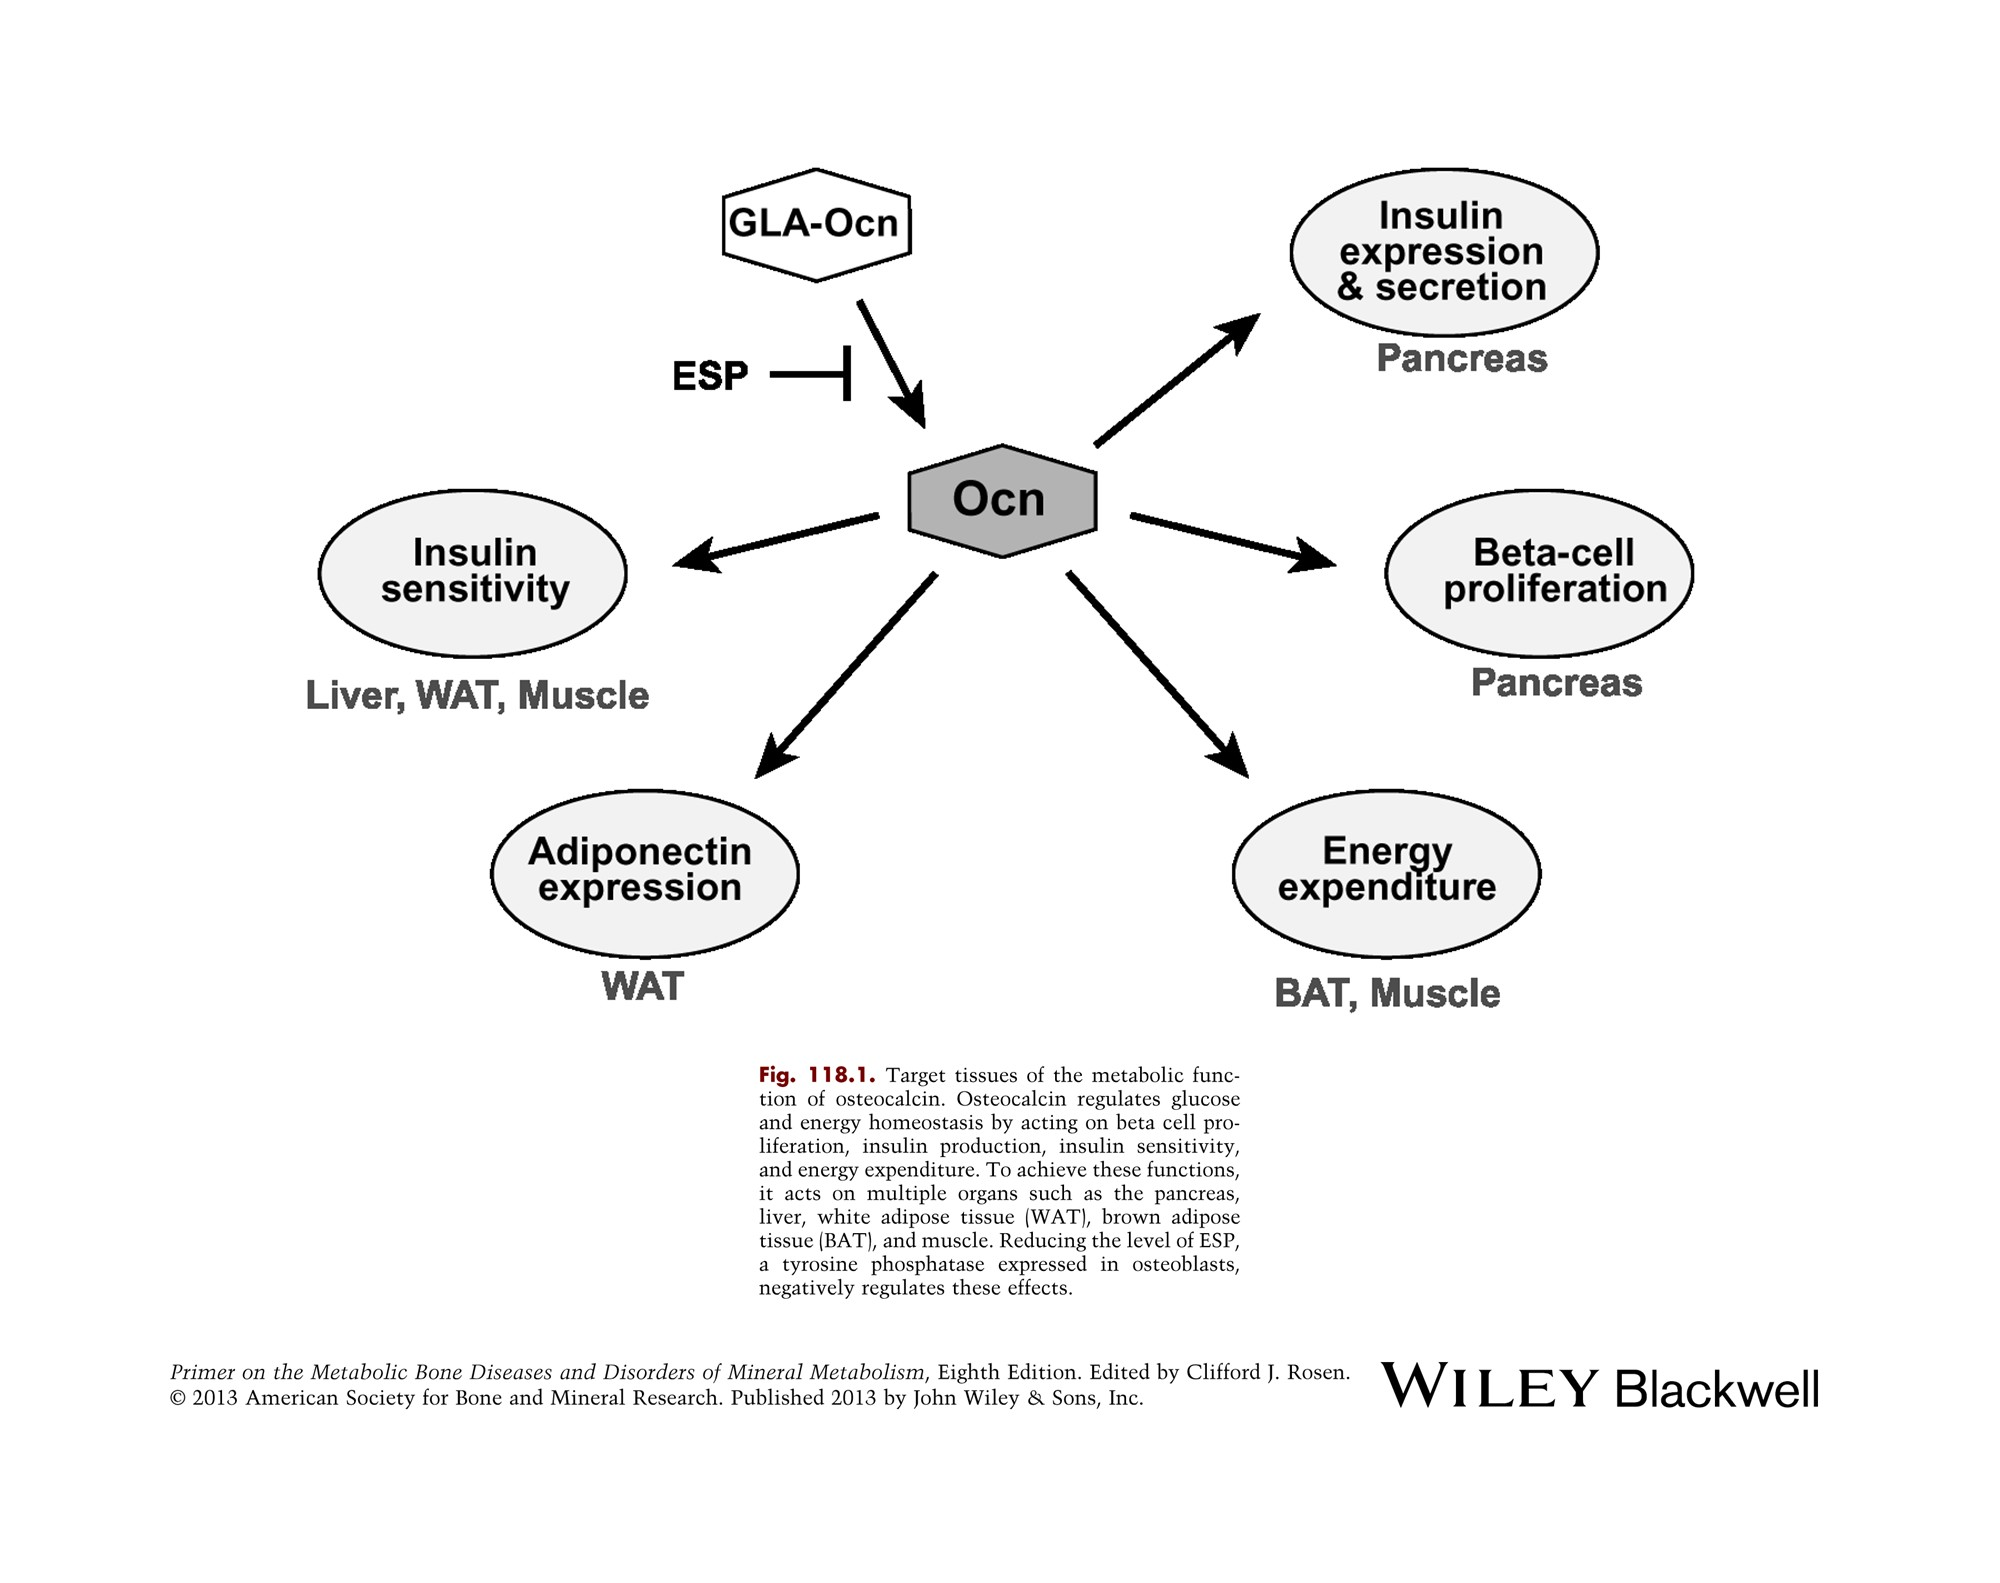 GLA-Ocn
Insulin
expression
& secretion
Pancreas
ESP
Ocn
Insulin
sensitivity
Liver, WAT, Muscle
Beta-cell
proliferation
Pancreas
Adiponectin
expression
WAT
Energy
expenditure
BAT, Muscle
Fig. 118.1. Target tissues of the metabolic func-
tion of osteocalcin. Osteocalcin regulates glucose
and energy homeostasis by acting on beta cell pro-
liferation, insulin production, insulin sensitivity,
and energy expenditure. To achieve these functions,
it acts on multiple organs such as the pancreas,
liver, white adipose tissue (WAT), brown adipose
tissue (BAT), and muscle. Reducing the level of ESP,
a tyrosine phosphatase expressed in osteoblasts,
negatively regulates these effects.
Primer on the Metabolic Bone Diseases and Disorders of Mineral Metabolism, Eighth Edition. Edited by Clifford J. Rosen.
© 2013 American Society for Bone and Mineral Research. Published 2013 by John Wiley & Sons, Inc.
WILEY Blackwell